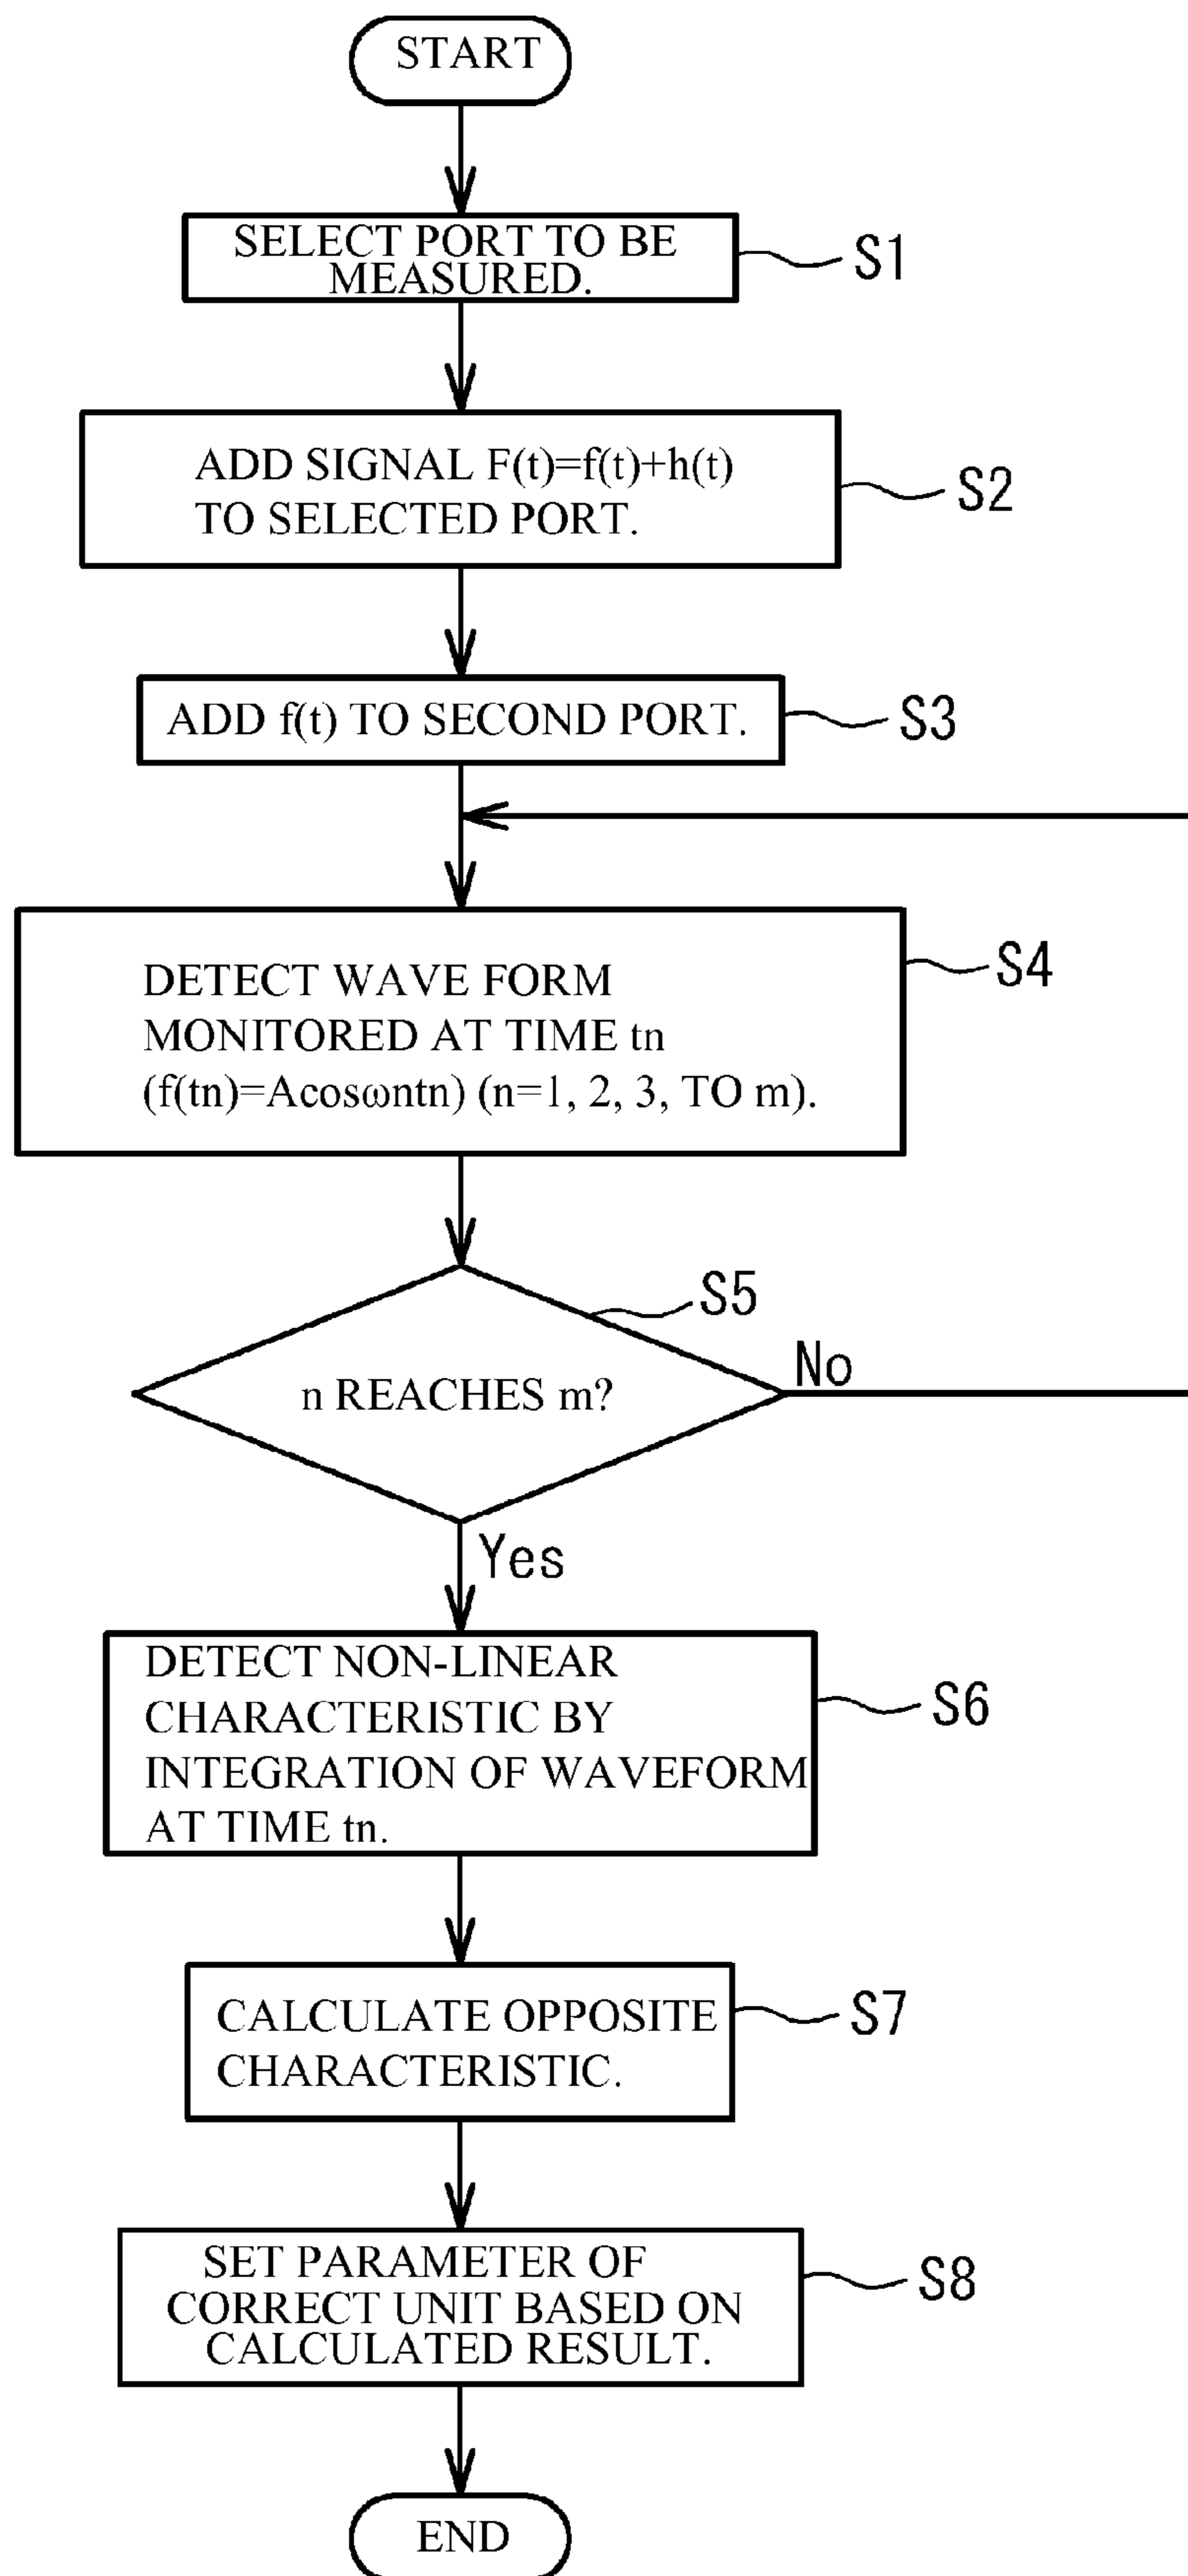 START
SELECT PORT TO BE
MEASURED.
S1
ADD SIGNAL F(t)=f(t)+h(t)
TO SELECTED PORT.
S2
ADD f(t) TO SECOND PORT.
S3
DETECT WAVE FORM
MONITORED AT TIME tn
(f(tn)=Acosωntn) (n=1, 2, 3, TO m).
S4
n REACHES m?
S5
No
Yes
DETECT NON-LINEAR
CHARACTERISTIC BY
INTEGRATION OF WAVEFORM
AT TIME tn.
S6
CALCULATE OPPOSITE
CHARACTERISTIC.
S7
SET PARAMETER OF
CORRECT UNIT BASED ON
CALCULATED RESULT.
S8
END